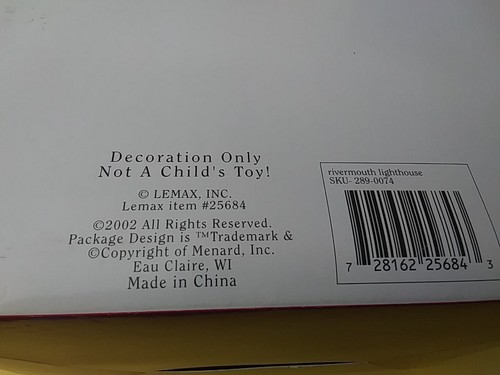 Decoration Only
Not A Child's Toy!
© LEMAX, INC.
Lemax item #25684
©2002 All Rights Reserved.
Package Design is ™Trademark &
©Copyright of Menard, Inc.
Eau Claire, WI
Made in China
rivermouth lighthouse
SKU- 289-0074
7 28162 25684 3